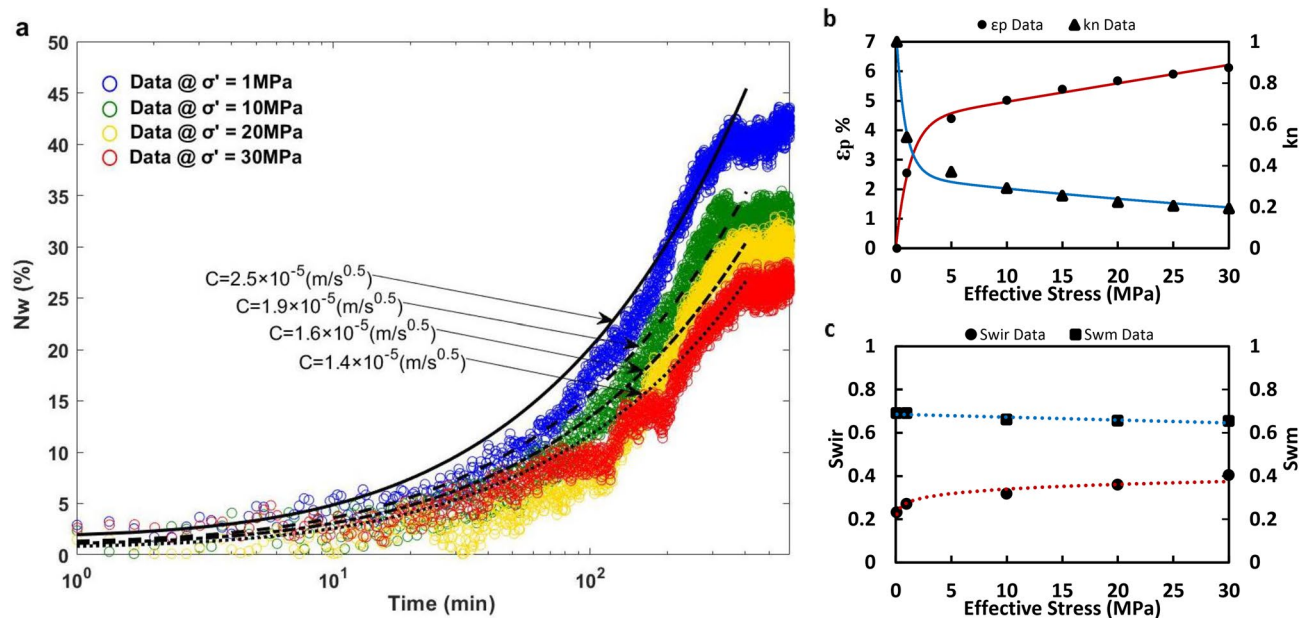 a
50
45
40
35
30
25
20
15
10
5
0
Nw (%)
Data @ σ' = 1MPa
Data @ σ' = 10MPa
Data @ σ' = 20MPa
Data @ σ' = 30MPa
C=2.5×10⁻⁵(m/s⁰·⁵)
C=1.9×10⁻⁵(m/s⁰·⁵)
C=1.6×10⁻⁵(m/s⁰·⁵)
C=1.4×10⁻⁵(m/s⁰·⁵)
10⁰ 10¹ 10²
Time (min)
b
εp Data kn Data
7
6
5
4
3
2
1
0
εp %
1
0.8
0.6
0.4
0.2
0
kn
0 5 10 15 20 25 30
Effective Stress (MPa)
c
Swir Data Swm Data
1
0.8
0.6
0.4
0.2
0
Swir
1
0.8
0.6
0.4
0.2
0
Swm
0 5 10 15 20 25 30
Effective Stress (MPa)